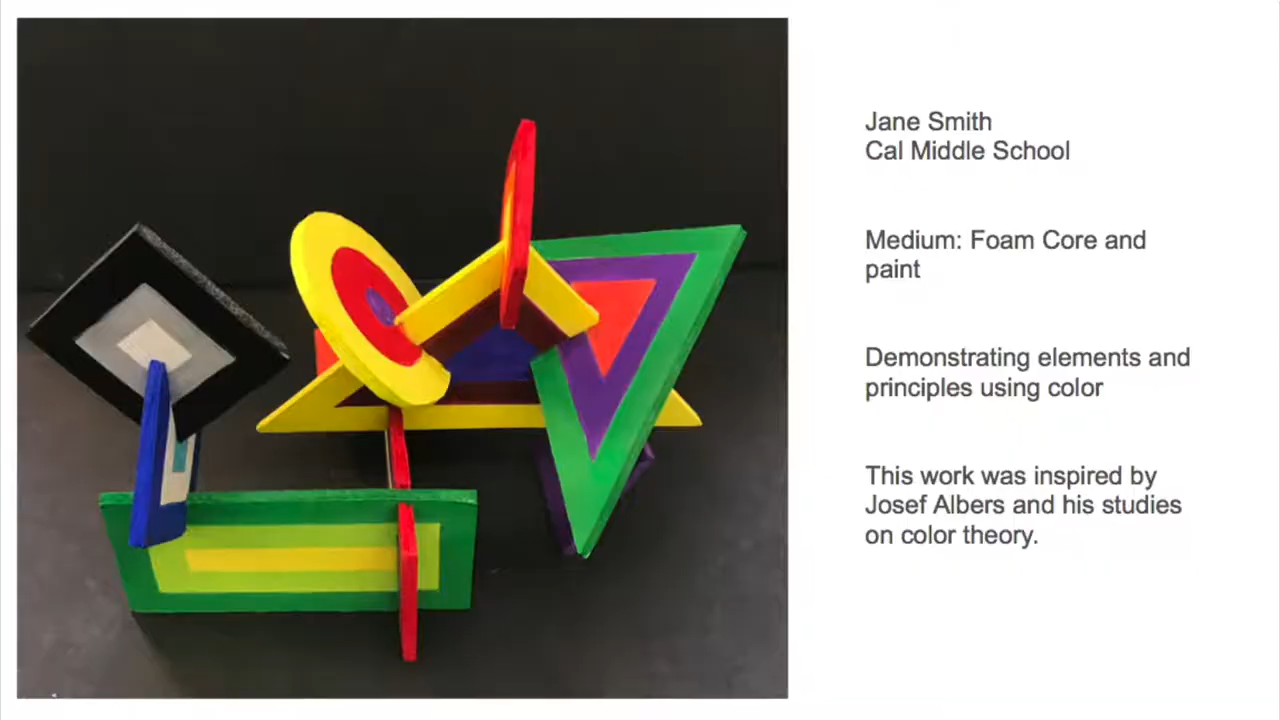 Jane Smith
Cal Middle School
Medium: Foam Core and
paint
Demonstrating elements and
principles using color
This work was inspired by
Josef Albers and his studies
on color theory.